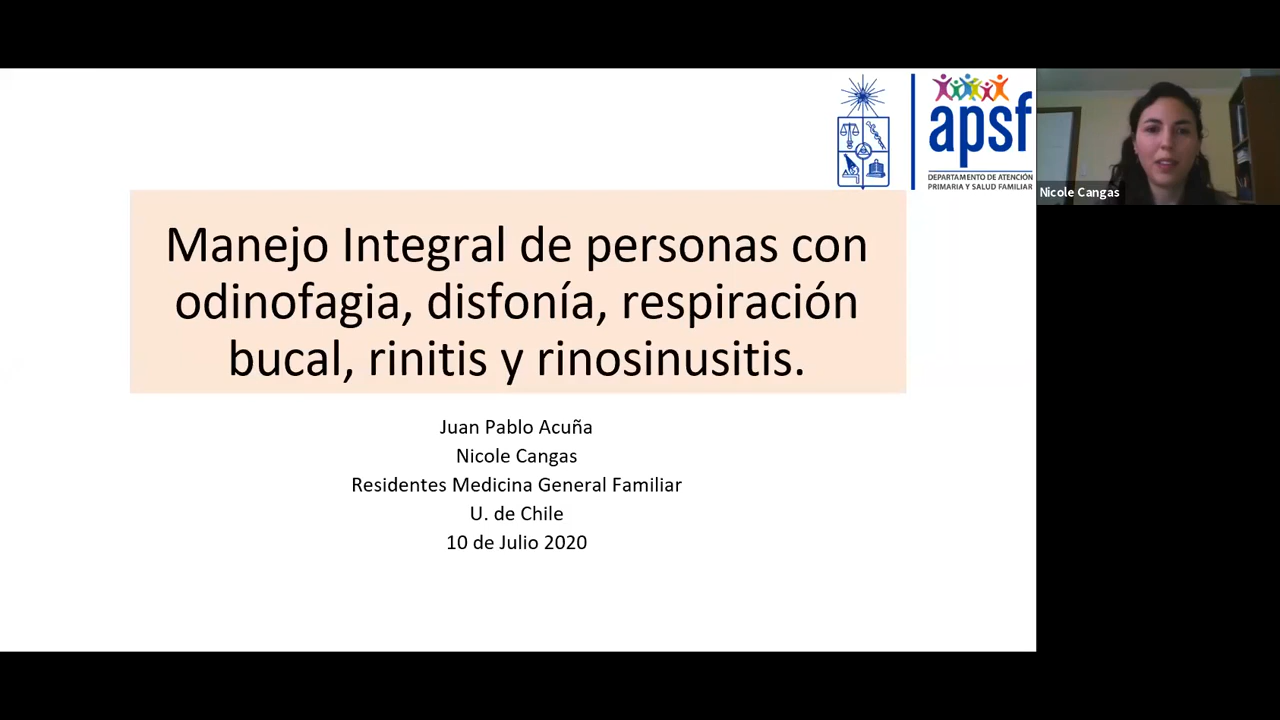 apsf
DEPARTAMENTO DE ATENCIÓN
PRIMARIA Y SALUD FAMILIAR
Nicole Cangas
Manejo Integral de personas con
odinofagia, disfonía, respiración
bucal, rinitis y rinosinusitis.
Juan Pablo Acuña
Nicole Cangas
Residentes Medicina General Familiar
U. de Chile
10 de Julio 2020